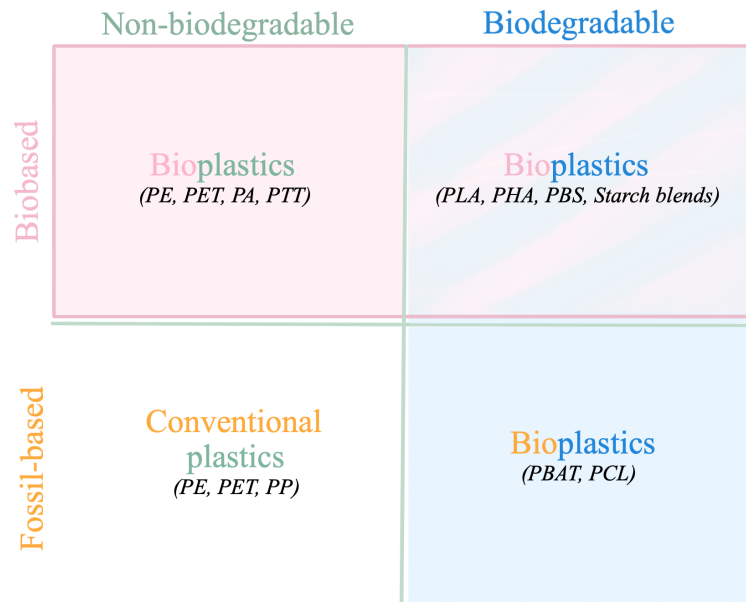 Non-biodegradable
Biodegradable
Biobased
Bioplastics
(PE, PET, PA, PTT)
Bioplastics
(PLA, PHA, PBS, Starch blends)
Fossil-based
Conventional
plastics
(PE, PET, PP)
Bioplastics
(PBAT, PCL)